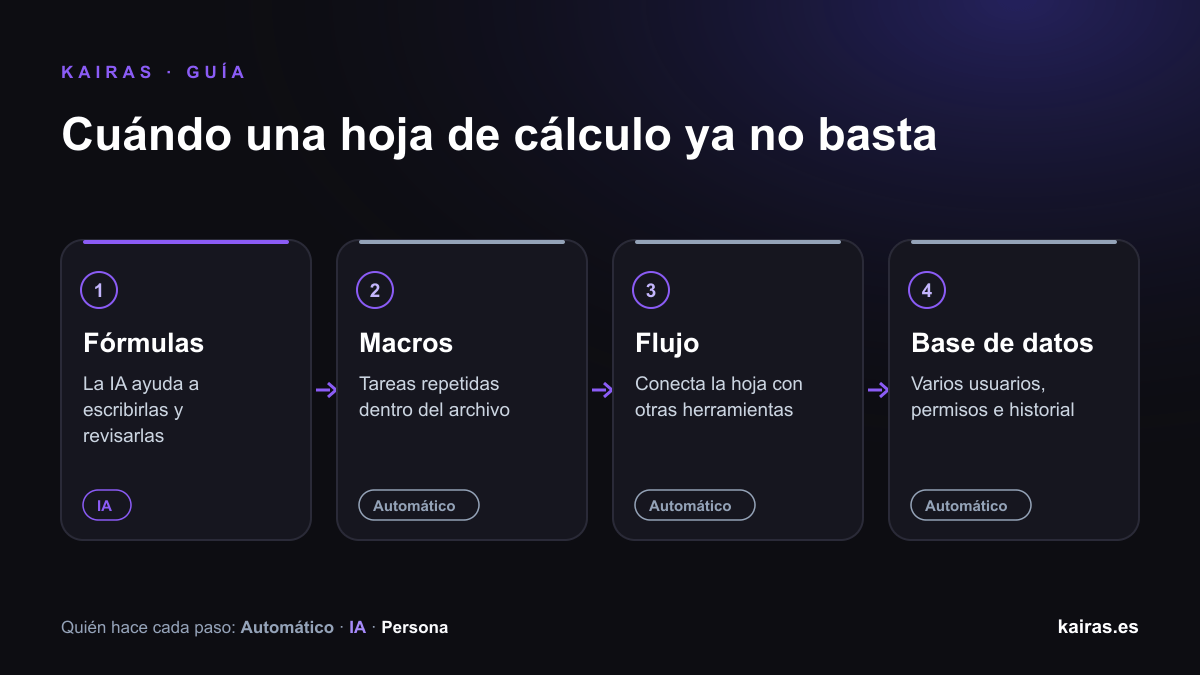 KAIRAS · GUÍA
Cuándo una hoja de cálculo ya no basta
1
Fórmulas
La IA ayuda a
escribirlas y
revisarlas
IA
2
Macros
Tareas repetidas
dentro del archivo
Automático
3
Flujo
Conecta la hoja con
otras herramientas
Automático
4
Base de datos
Varios usuarios,
permisos e historial
Automático
Quién hace cada paso: Automático · IA · Persona
kairas.es